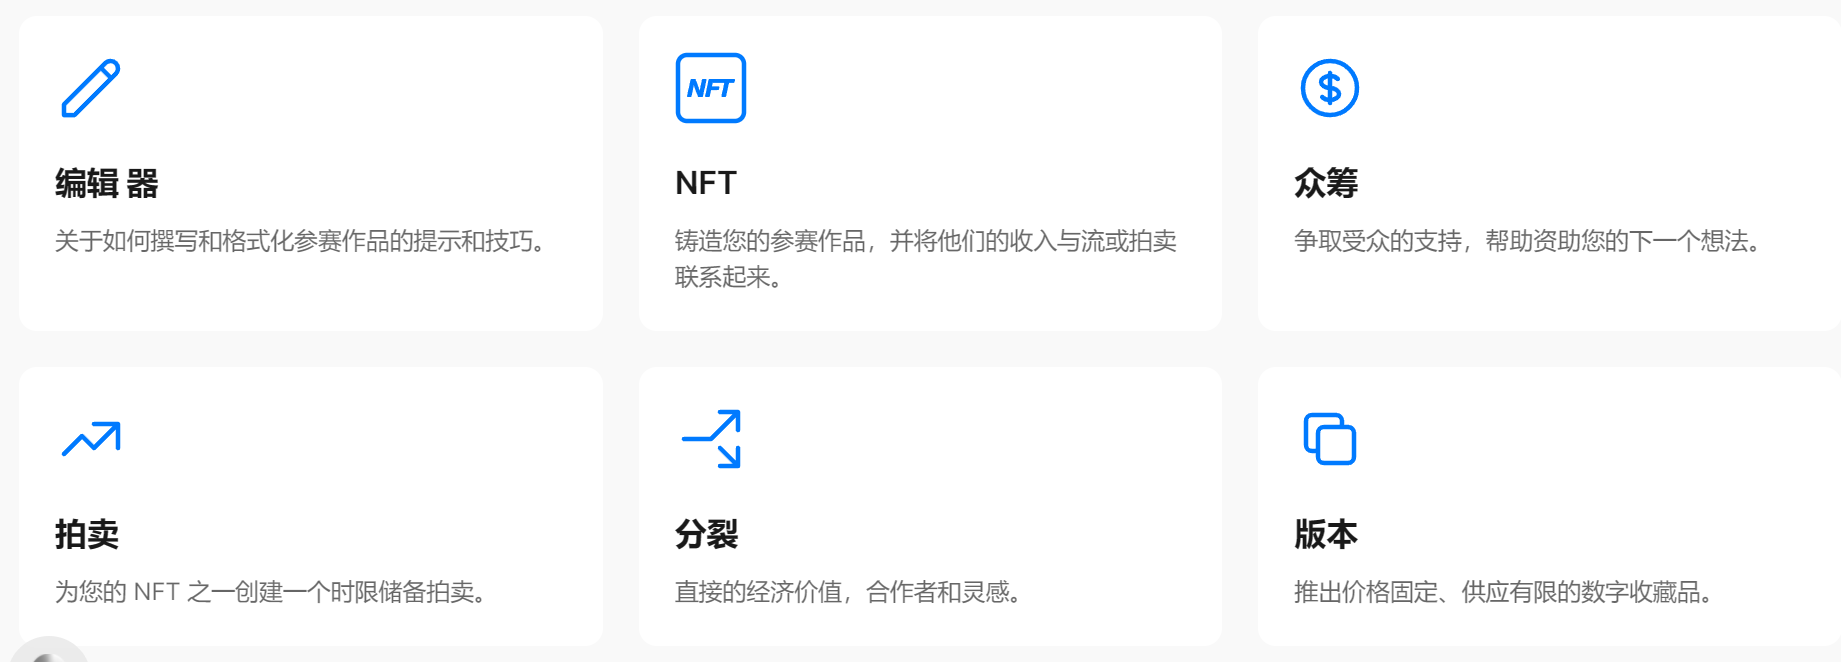 NFT
编辑 器
NFT
众筹
关于如何撰写和格式化参赛作品的提示和技巧。
铸造您的参赛作品，并将他们的收入与流或拍卖
联系起来。
争取受众的支持，帮助资助您的下一个想法。
拍卖
分裂
版本
为您的 NFT 之一创建一个时限储备拍卖。
直接的经济价值，合作者和灵感。
推出价格固定、供应有限的数字收藏品。